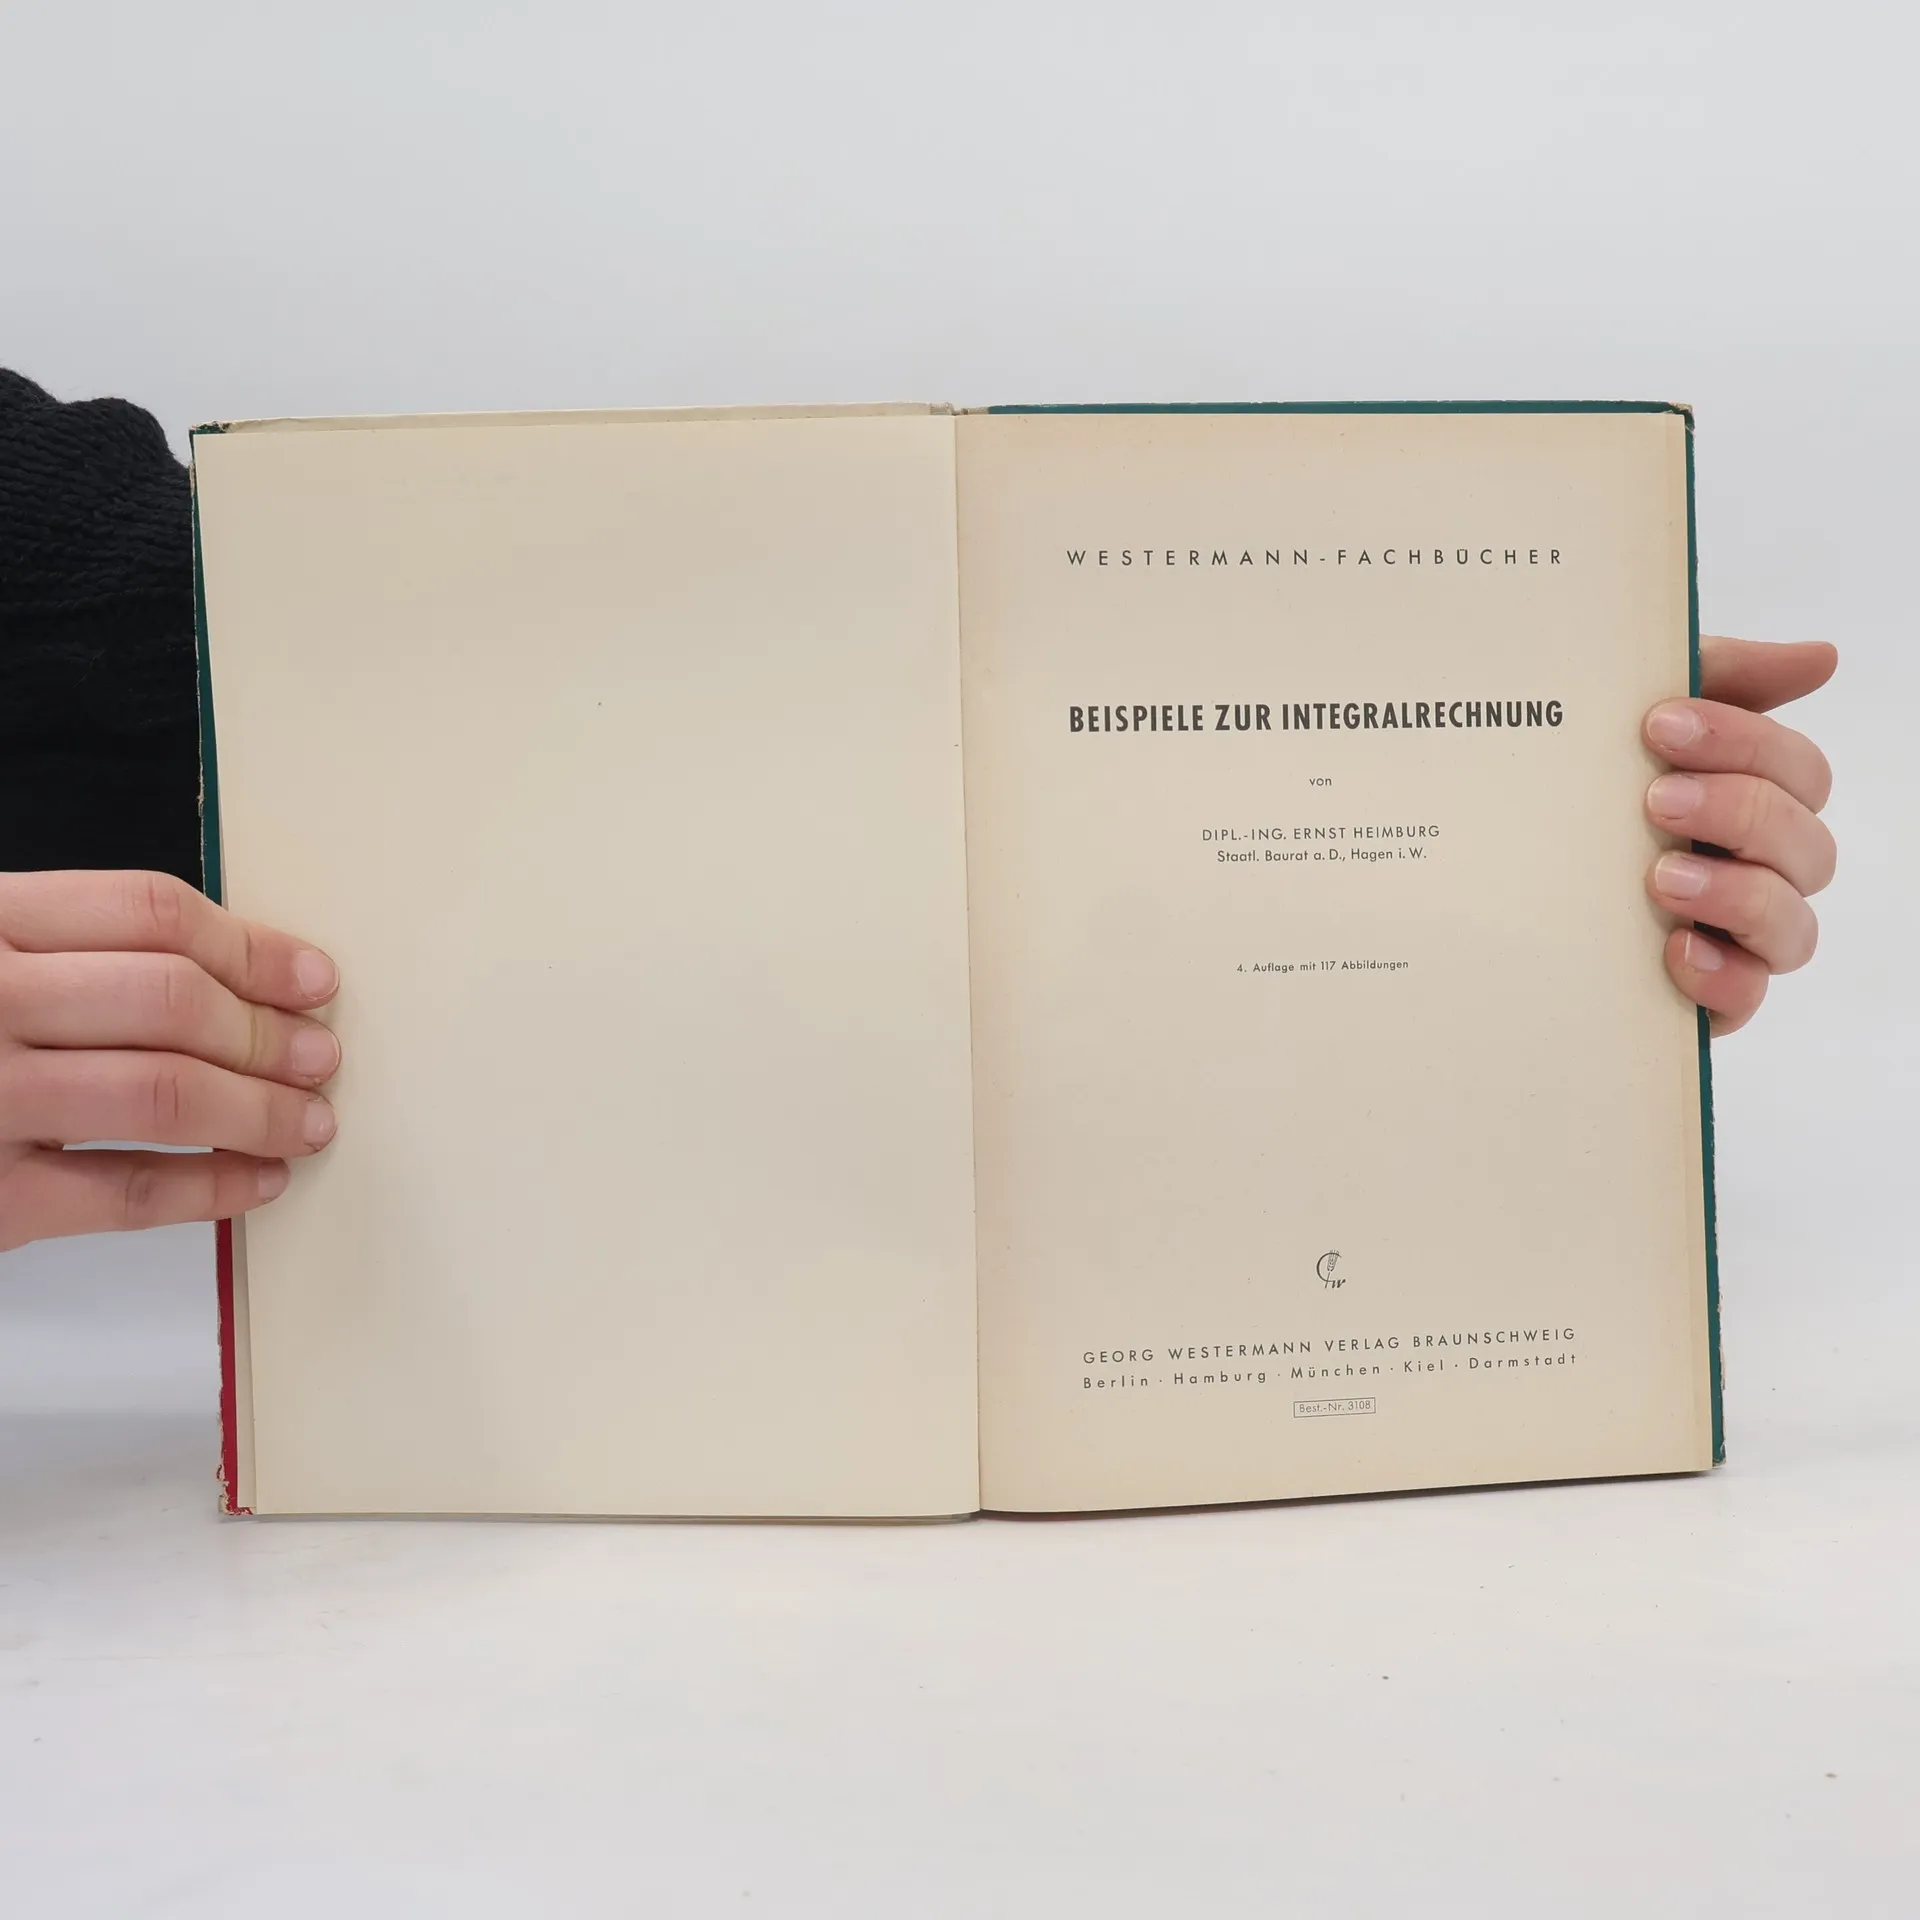 WESTERMANN-FACHBÜCHER
BEISPIELE ZUR INTEGRALRECHNUNG
von
DIPL.-ING. ERNST HEIMBURG
Staatl. Baurat a. D., Hagen i. W.
4. Auflage mit 117 Abbildungen
GEORG WESTERMANN VERLAG BRAUNSCHWEIG
Berlin · Hamburg · München · Kiel · Darmstadt
Best.-Nr. 3108